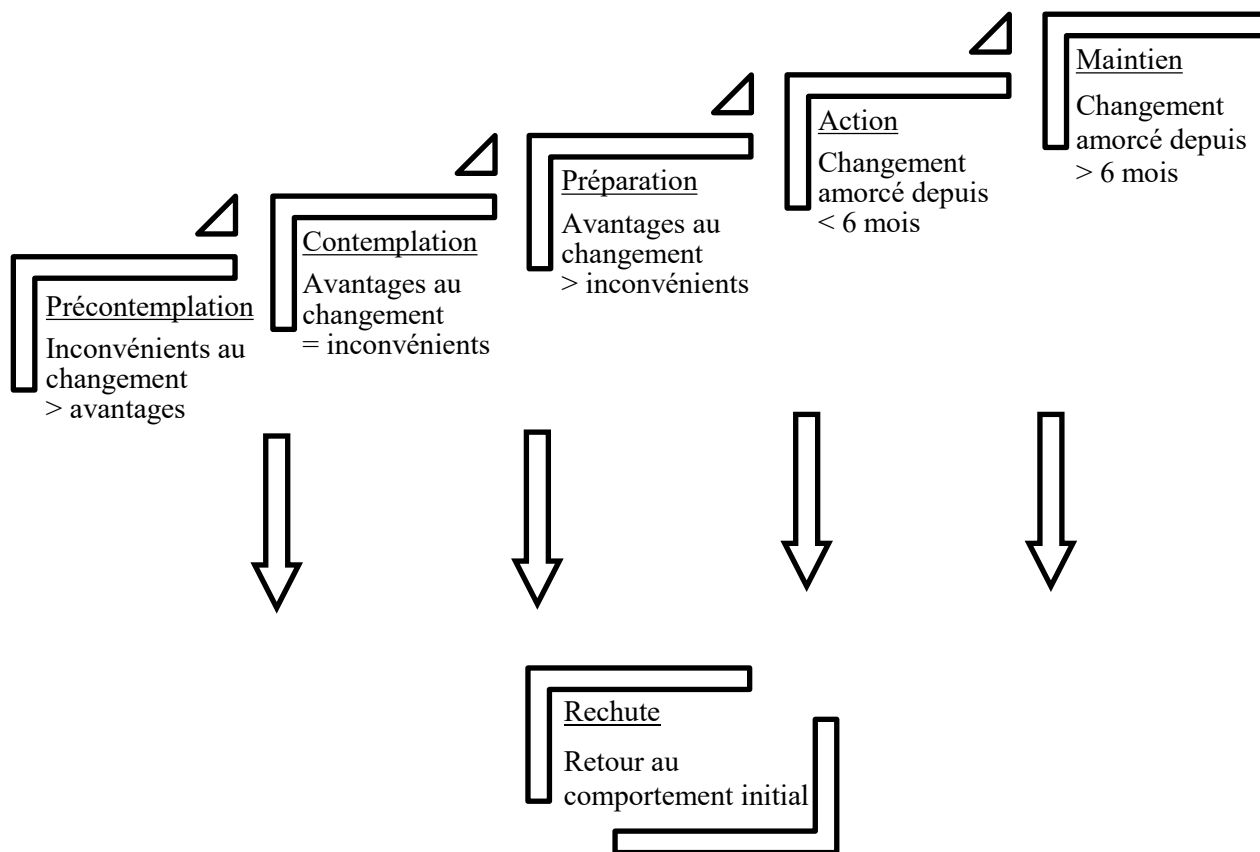 Précontemplation
Inconvénients au
changement
> avantages
Contemplation
Avantages au
changement
= inconvénients
Préparation
Avantages au
changement
> inconvénients
Action
Changement
amorcé depuis
< 6 mois
Maintien
Changement
amorcé depuis
> 6 mois
Rechute
Retour au
comportement initial